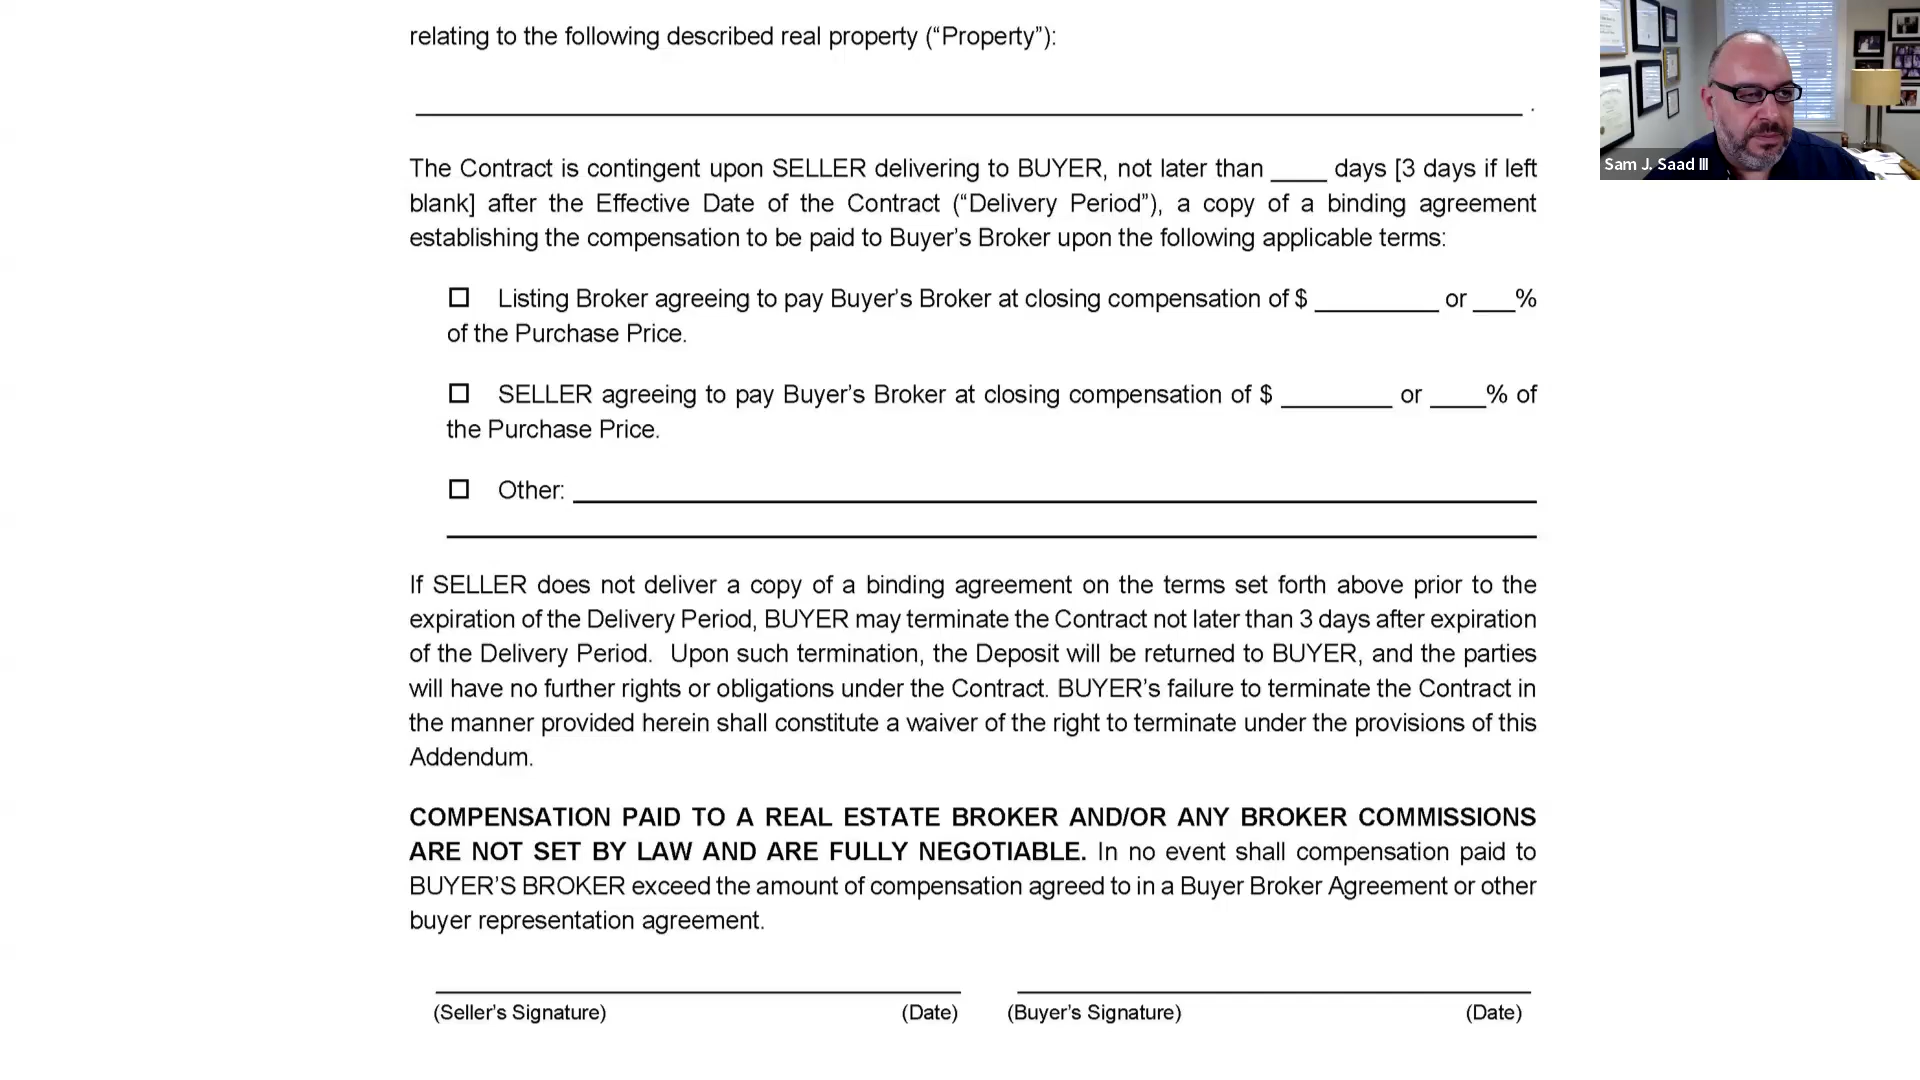 relating to the following described real property (“Property”):
____________________ .
The Contract is contingent upon SELLER delivering to BUYER, not later than ____ days [3 days if left
blank] after the Effective Date of the Contract (“Delivery Period”), a copy of a binding agreement
establishing the compensation to be paid to Buyer’s Broker upon the following applicable terms:
☐ Listing Broker agreeing to pay Buyer’s Broker at closing compensation of $ _________ or ___%
of the Purchase Price.
☐ SELLER agreeing to pay Buyer’s Broker at closing compensation of $ ________ or ____% of
the Purchase Price.
☐ Other: ____________________
If SELLER does not deliver a copy of a binding agreement on the terms set forth above prior to the
expiration of the Delivery Period, BUYER may terminate the Contract not later than 3 days after expiration
of the Delivery Period. Upon such termination, the Deposit will be returned to BUYER, and the parties
will have no further rights or obligations under the Contract. BUYER’s failure to terminate the Contract in
the manner provided herein shall constitute a waiver of the right to terminate under the provisions of this
Addendum.
COMPENSATION PAID TO A REAL ESTATE BROKER AND/OR ANY BROKER COMMISSIONS
ARE NOT SET BY LAW AND ARE FULLY NEGOTIABLE. In no event shall compensation paid to
BUYER’S BROKER exceed the amount of compensation agreed to in a Buyer Broker Agreement or other
buyer representation agreement.
(Seller’s Signature) (Date) (Buyer’s Signature) (Date)
Sam J. Saad III